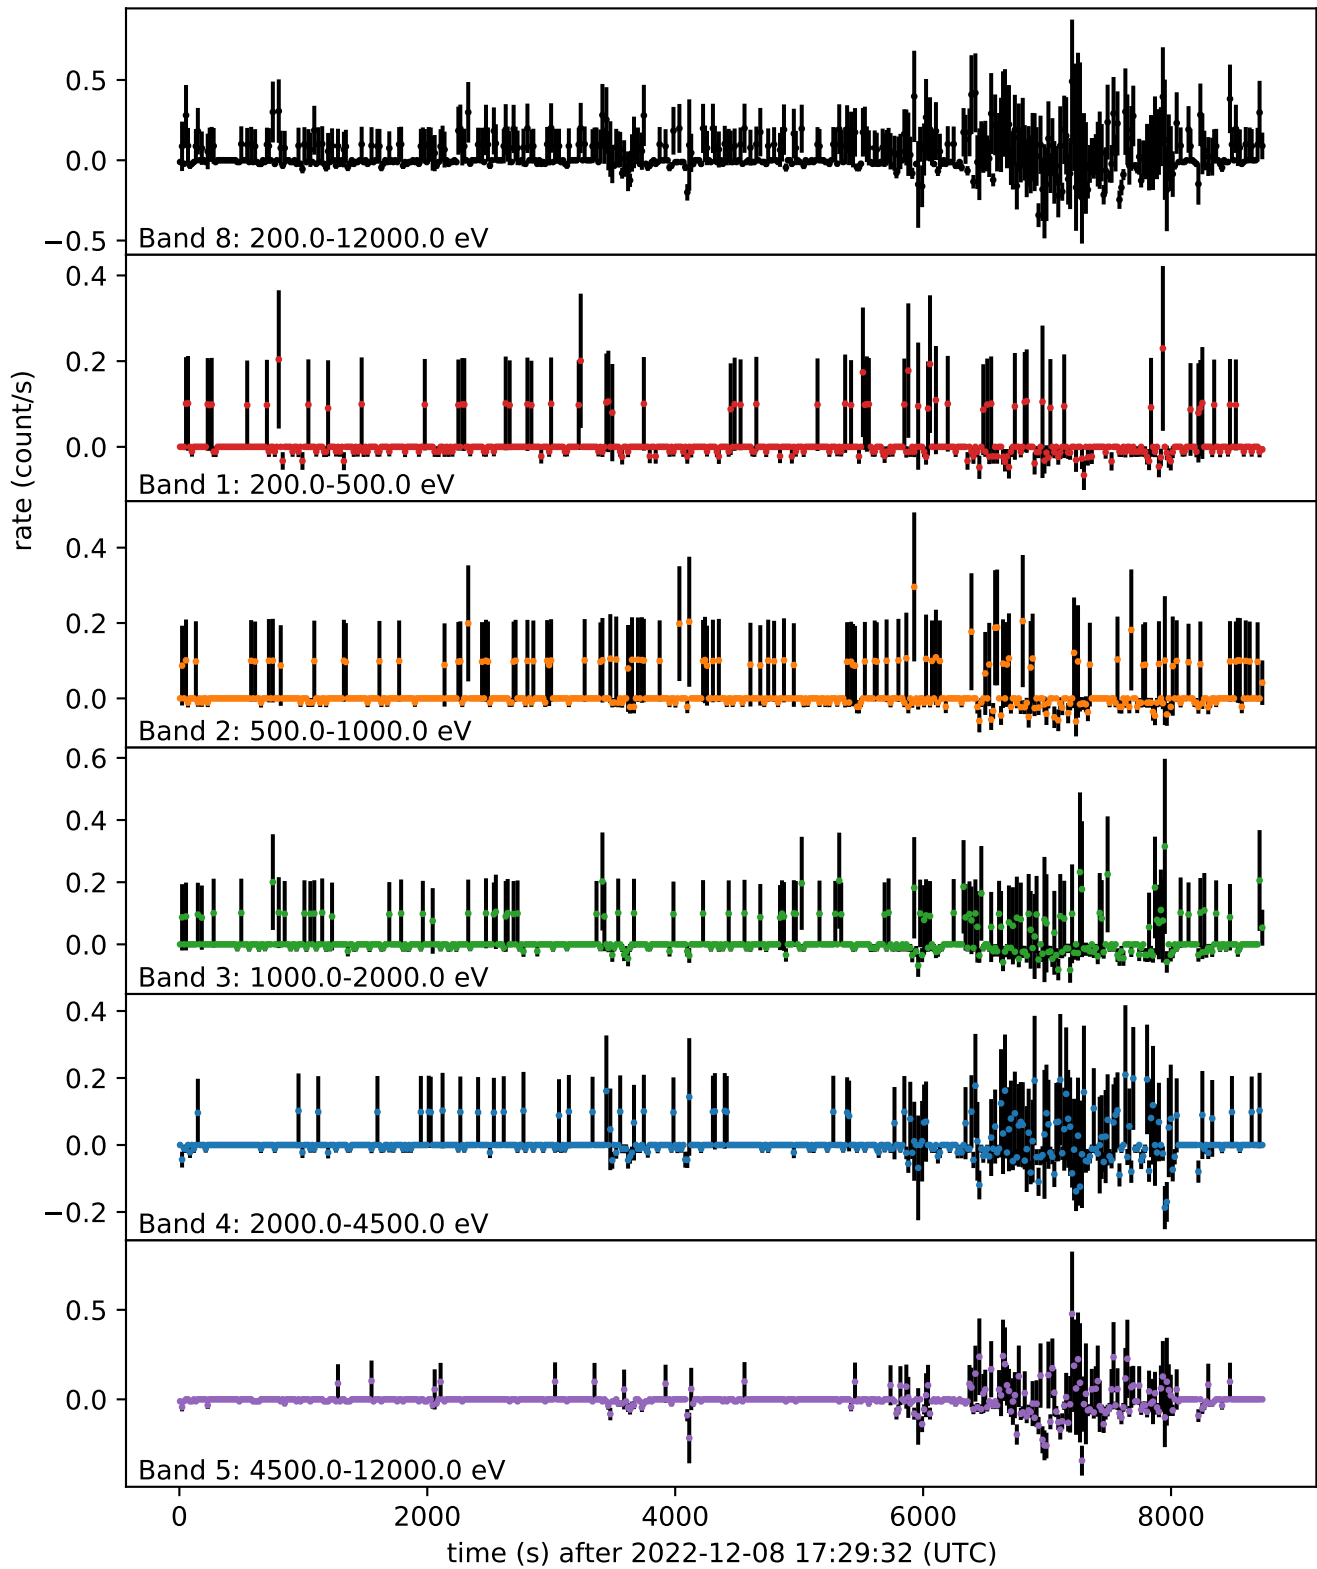 0.5
0.0
−0.5
Band 8: 200.0-12000.0 eV
0.4
0.2
0.0
Band 1: 200.0-500.0 eV
rate (count/s)
0.4
0.2
0.0
Band 2: 500.0-1000.0 eV
0.6
0.4
0.2
0.0
Band 3: 1000.0-2000.0 eV
0.4
0.2
0.0
−0.2
Band 4: 2000.0-4500.0 eV
0.5
0.0
Band 5: 4500.0-12000.0 eV
0 2000 4000 6000 8000
time (s) after 2022-12-08 17:29:32 (UTC)